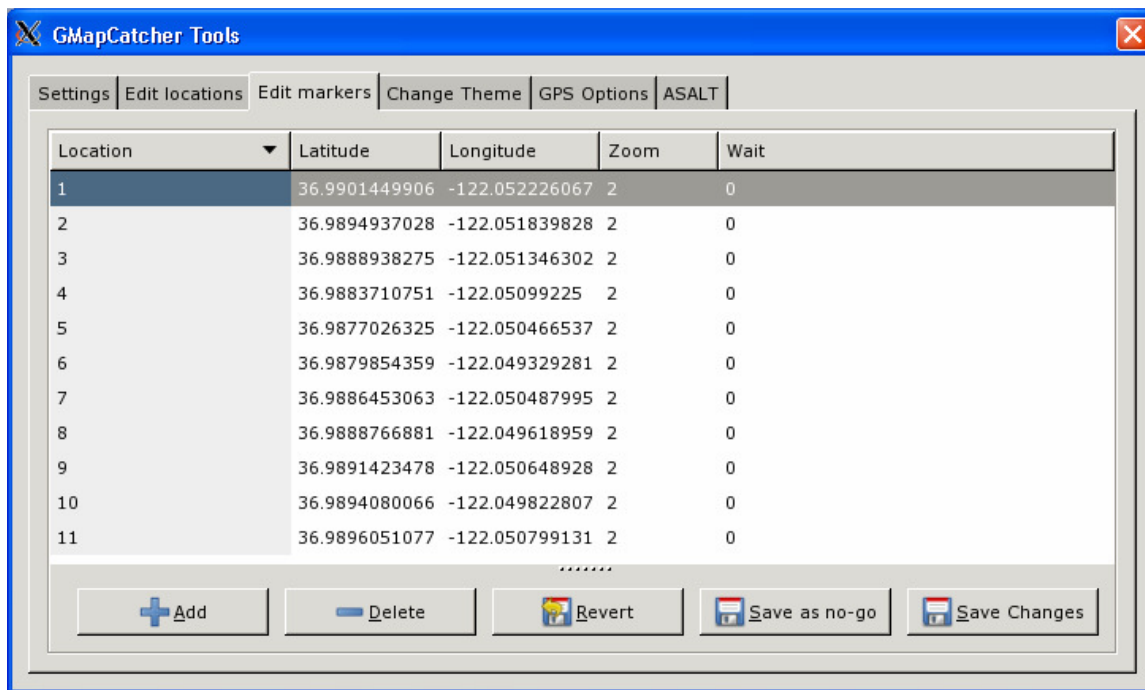 GMapCatcher Tools
Settings Edit locations Edit markers Change Theme GPS Options ASALT
Location Latitude Longitude Zoom Wait
1 36.9901449906 -122.052226067 2 0
2 36.9894937028 -122.051839828 2 0
3 36.9888938275 -122.051346302 2 0
4 36.9883710751 -122.05099225 2 0
5 36.9877026325 -122.050466537 2 0
6 36.9879854359 -122.049329281 2 0
7 36.9886453063 -122.050487995 2 0
8 36.9888766881 -122.049618959 2 0
9 36.9891423478 -122.050648928 2 0
10 36.9894080066 -122.049822807 2 0
11 36.9896051077 -122.050799131 2 0
Add Delete Revert Save as no-go Save Changes